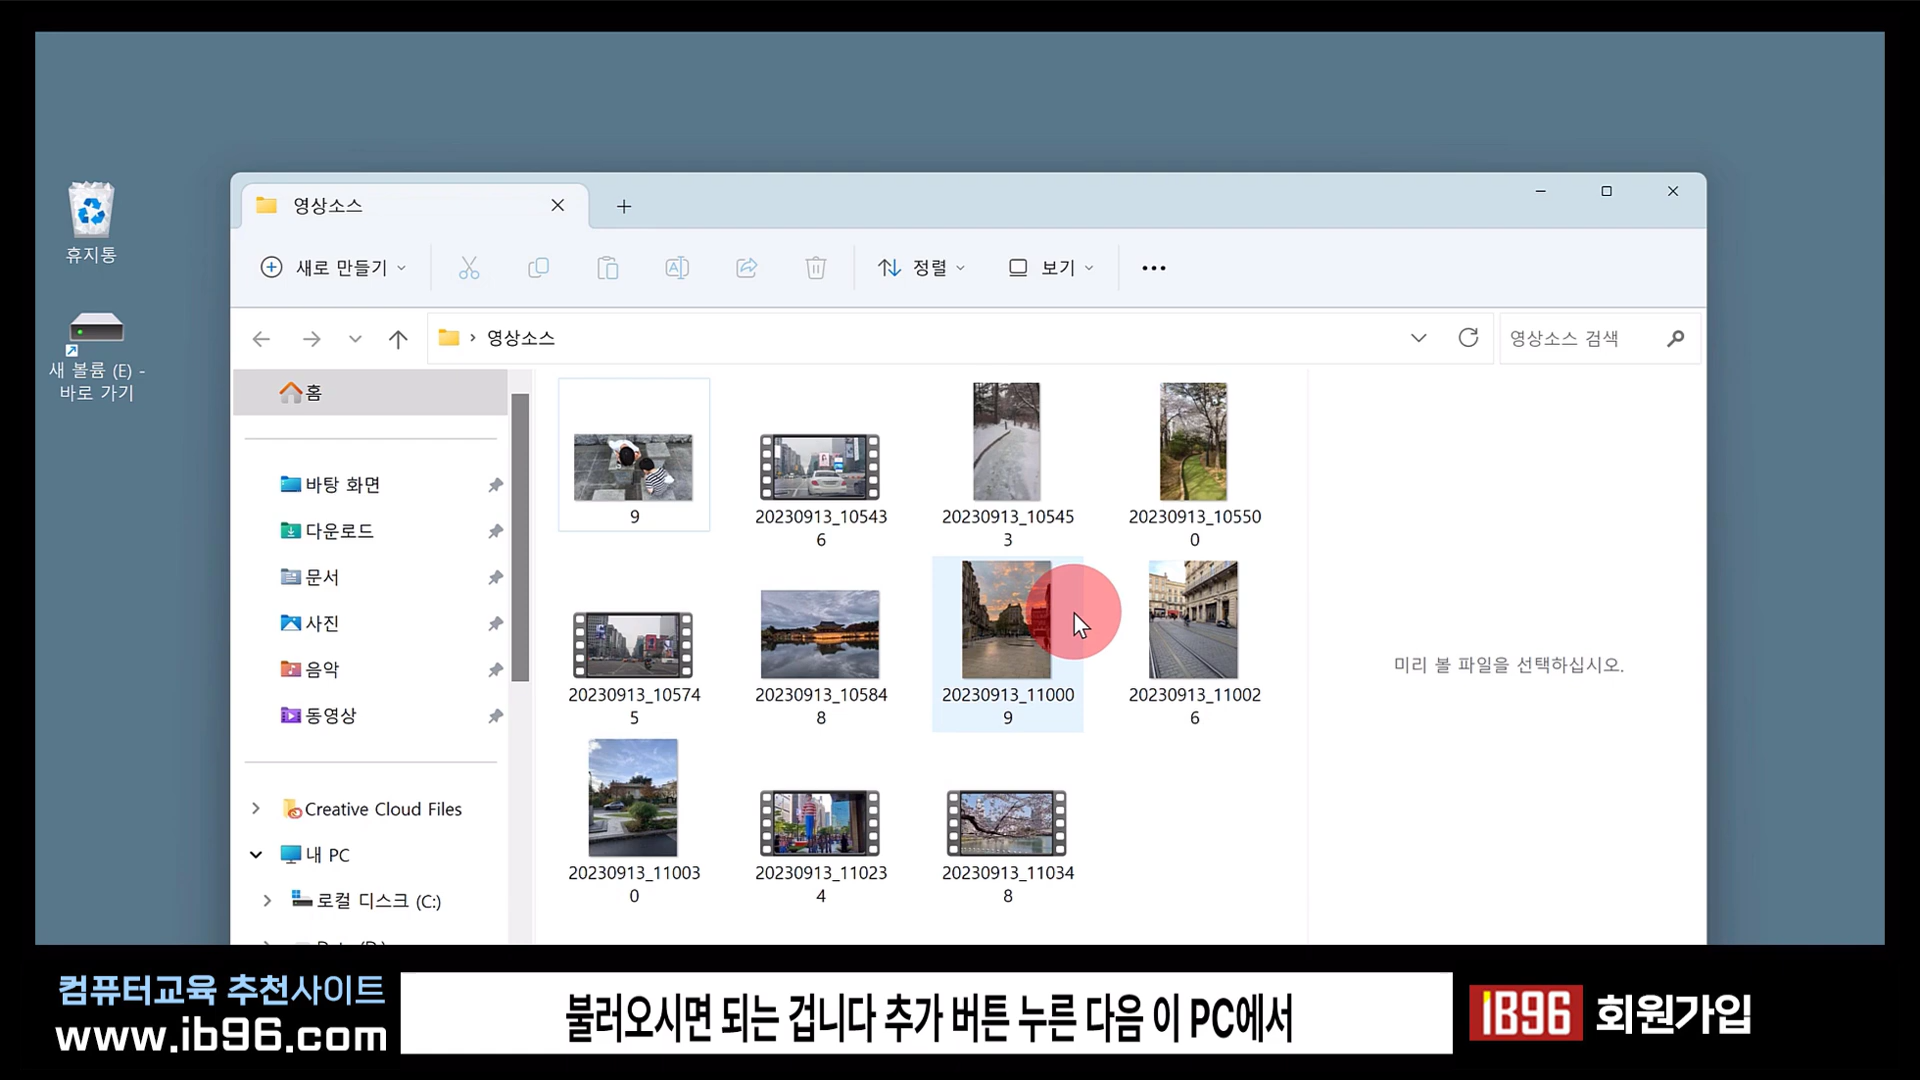 휴지통
새 볼륨 (E) -
바로 가기
영상소스
새로 만들기
정렬
보기
영상소스
영상소스 검색
홈
바탕 화면
다운로드
문서
사진
음악
동영상
Creative Cloud Files
내 PC
로컬 디스크 (C:)
9
20230913_10543
6
20230913_10545
3
20230913_10550
0
20230913_10574
5
20230913_10584
8
20230913_11000
9
20230913_11002
6
20230913_11003
0
20230913_11023
4
20230913_11034
8
미리 볼 파일을 선택하십시오.
컴퓨터교육 추천사이트
www.ib96.com
불러오시면 되는 겁니다 추가 버튼 누른 다음 이 PC에서
IB96 회원가입